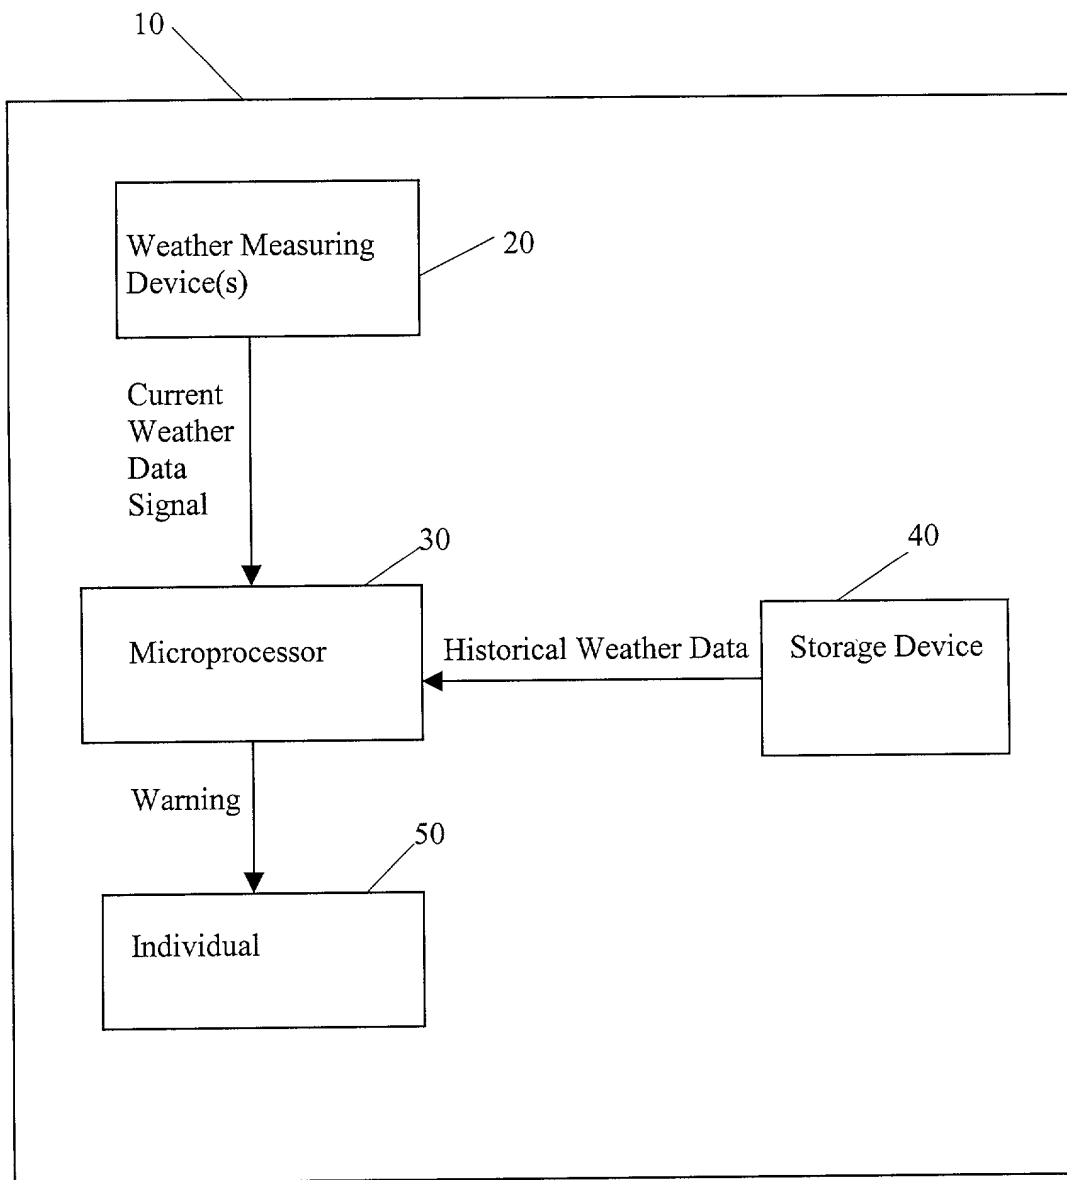 10
Weather Measuring
Device(s)
20
Current
Weather
Data
Signal
30
40
Microprocessor
Historical Weather Data
Storage Device
Warning
50
Individual